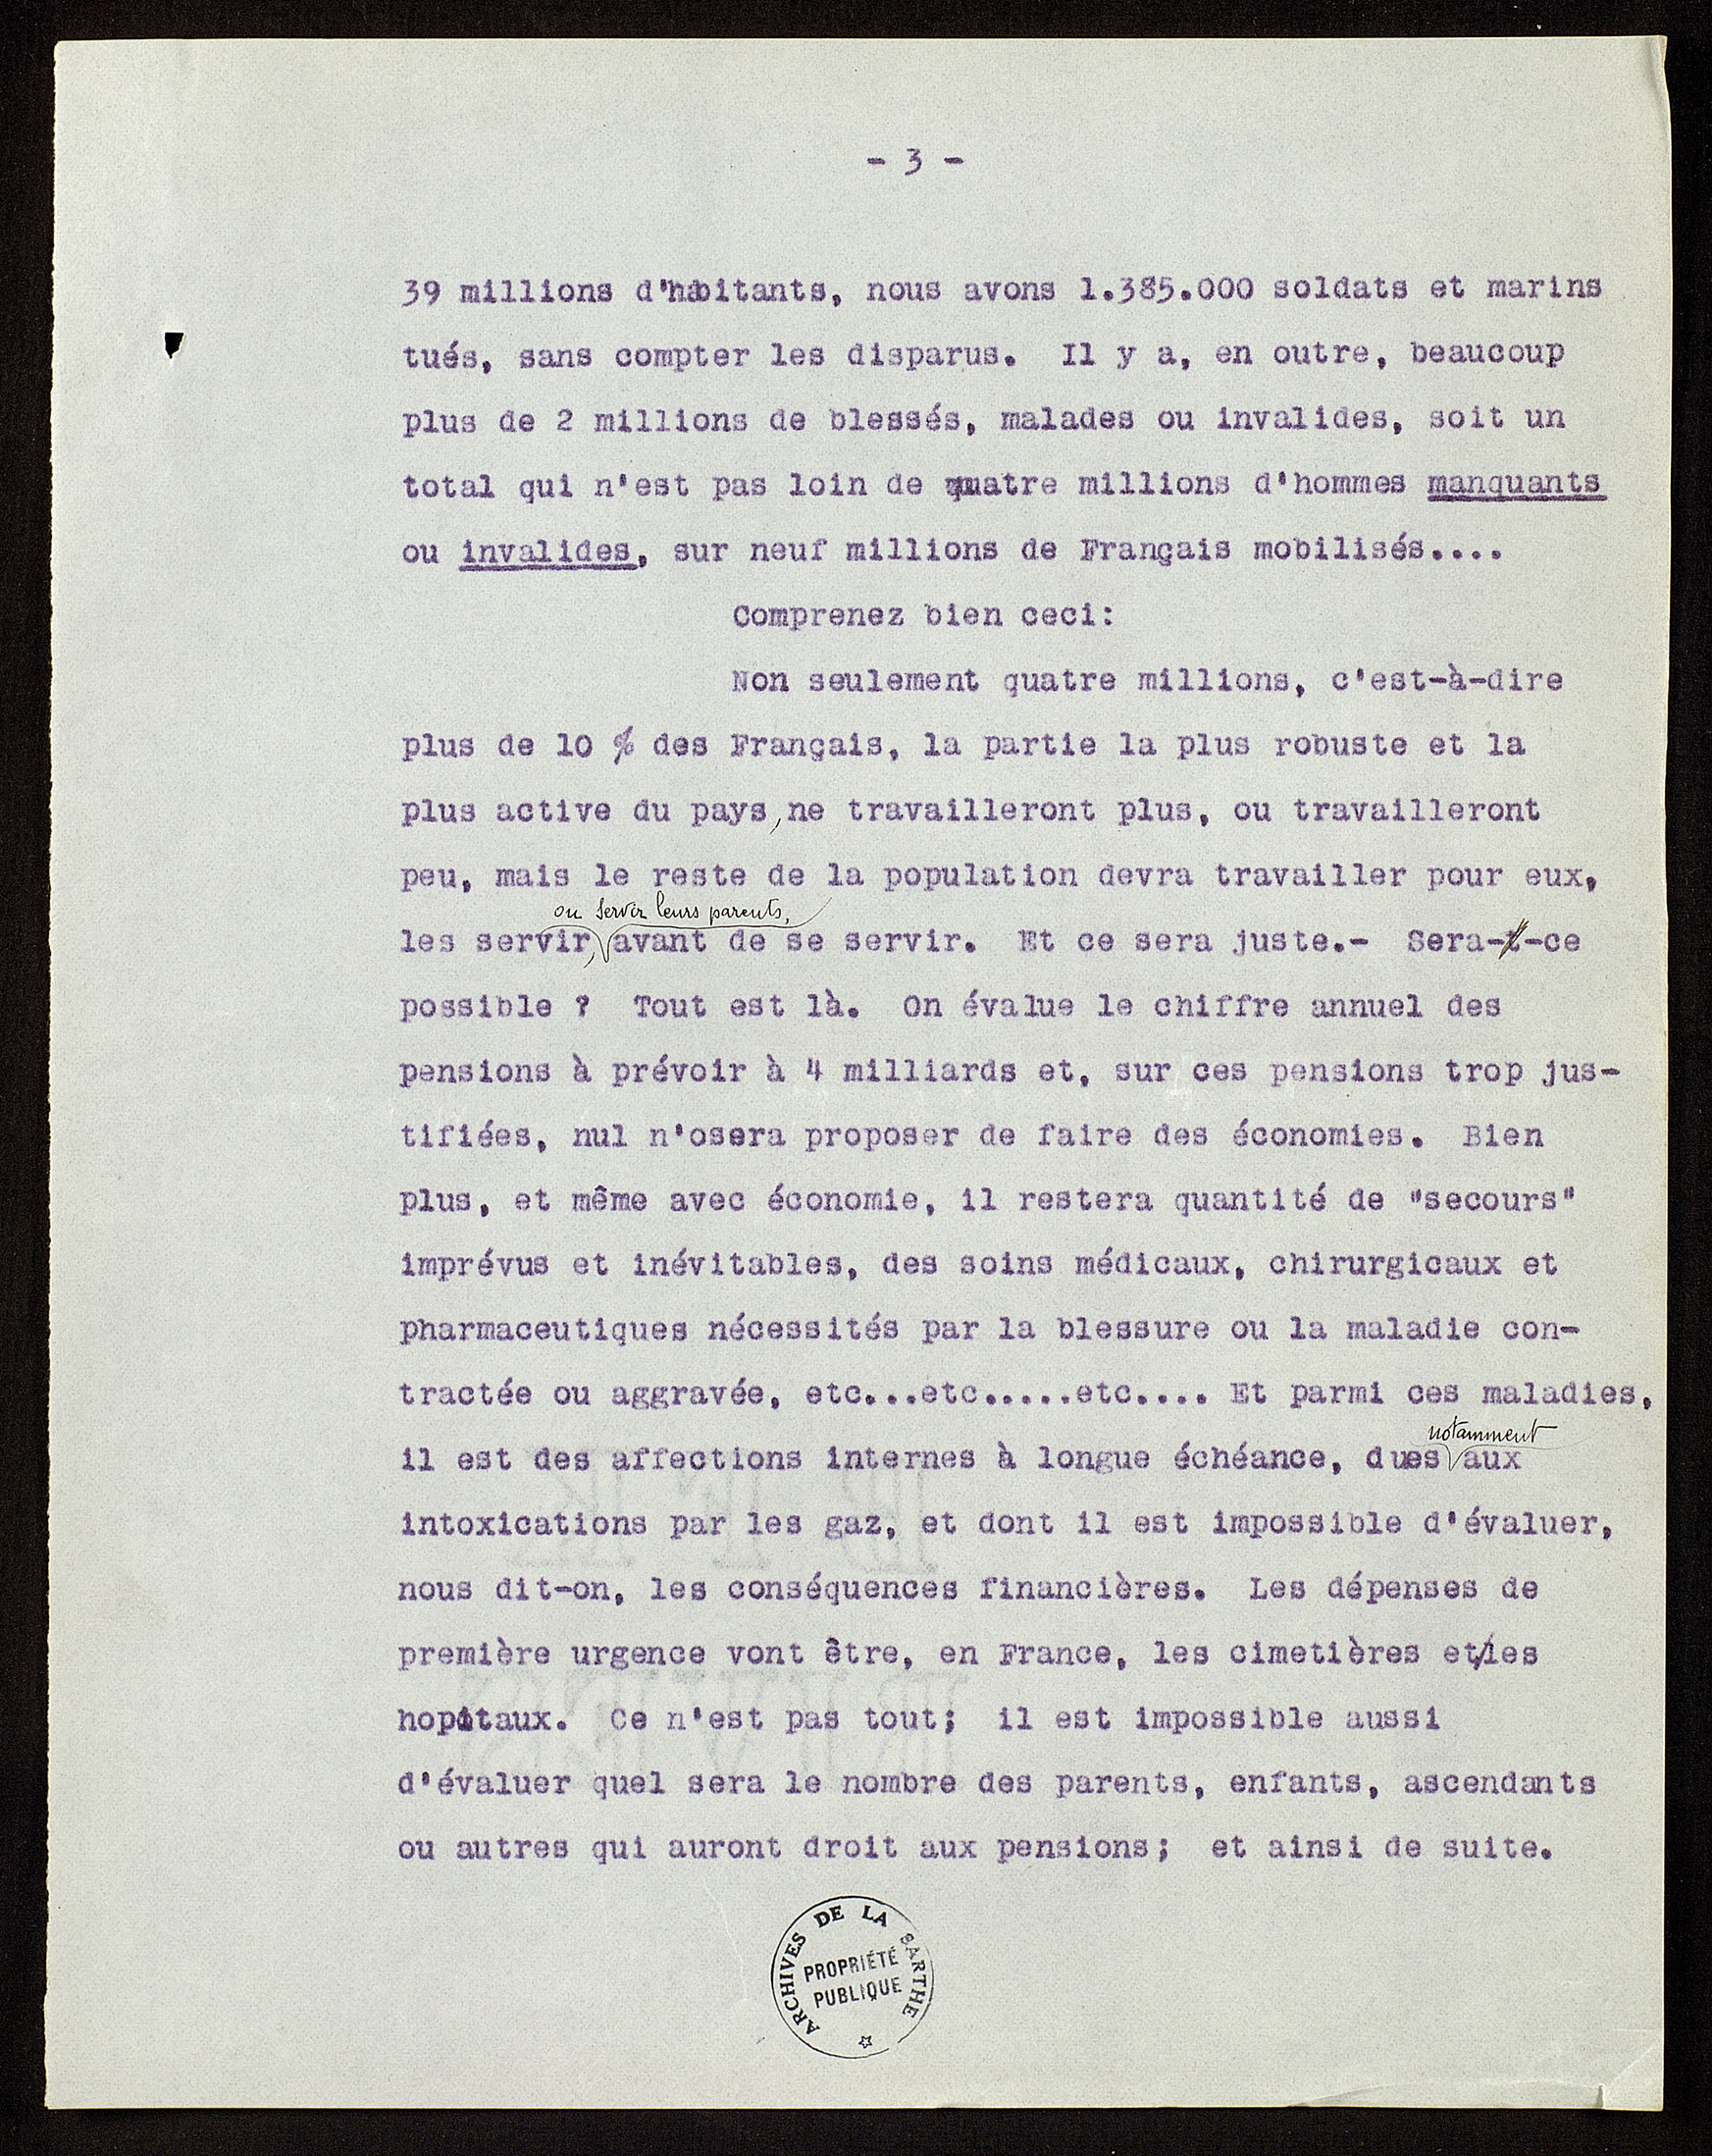 - 3 -
39 millions d'habitants, nous avons 1.385.000 soldats et marins
tués, sans compter les disparus. Il y a, en outre, beaucoup
plus de 2 millions de blessés, malades ou invalides, soit un
total qui n'est pas loin de quatre millions d'hommes manquants
ou invalides, sur neuf millions de Français mobilisés....
Comprenez bien ceci:
Non seulement quatre millions, c'est-à-dire
plus de 10 % des Français, la partie la plus robuste et la
plus active du pays, ne travailleront plus, ou travailleront
peu, mais le reste de la population devra travailler pour eux,
ou servir leurs parents,
les servir, avant de se servir. Et ce sera juste.- Sera-t-ce
possible ? Tout est là. On évalue le chiffre annuel des
pensions à prévoir à 4 milliards et, sur ces pensions trop jus-
tifiées, nul n'osera proposer de faire des économies. Bien
plus, et même avec économie, il restera quantité de "secours"
imprévus et inévitables, des soins médicaux, chirurgicaux et
pharmaceutiques nécessités par la blessure ou la maladie con-
tractée ou aggravée, etc...etc.....etc.... Et parmi ces maladies,
notamment
il est des affections internes à longue échéance, dues aux
intoxications par les gaz, et dont il est impossible d'évaluer,
nous dit-on, les conséquences financières. Les dépenses de
première urgence vont être, en France, les cimetières et/les
hopitaux. Ce n'est pas tout; il est impossible aussi
d'évaluer quel sera le nombre des parents, enfants, ascendants
ou autres qui auront droit aux pensions; et ainsi de suite.
ARCHIVES DE LA SARTHE
PROPRIÉTÉ
PUBLIQUE